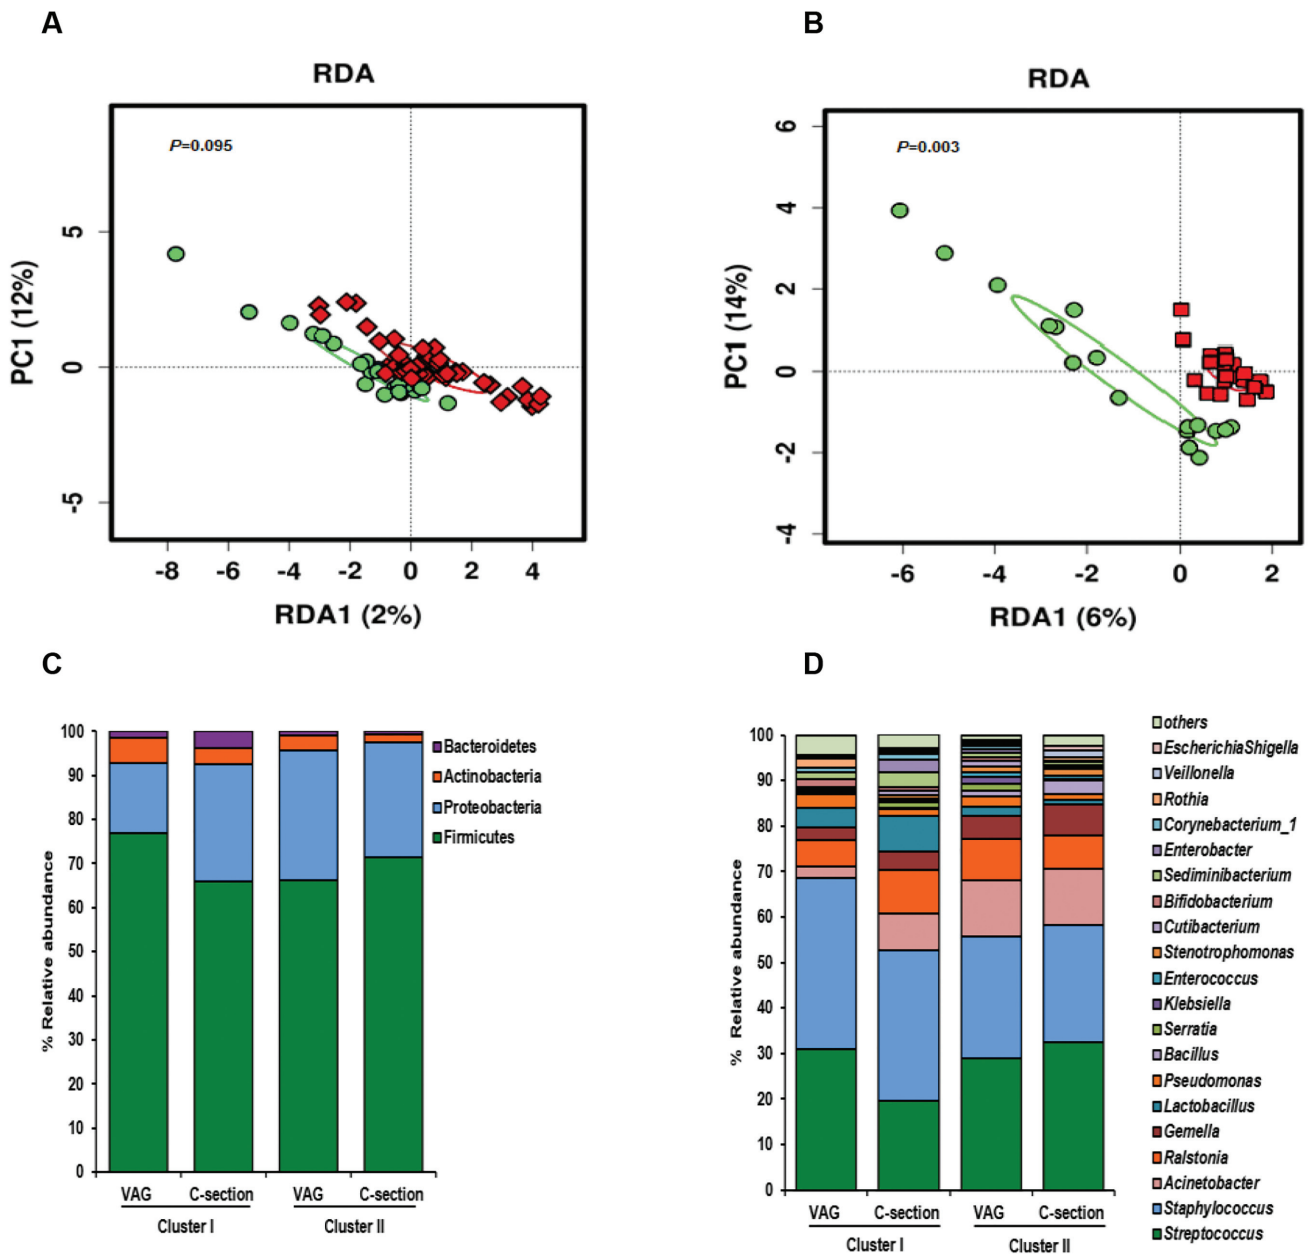 A
B
RDA
P=0.095
PC1 (12%)
5
0
-5
-8 -6 -4 -2 0 2 4
RDA1 (2%)
RDA
P=0.003
PC1 (14%)
6
4
2
0
-2
-4
-6 -4 -2 0 2
RDA1 (6%)
C
D
% Relative abundance
100
90
80
70
60
50
40
30
20
10
0
VAG C-section VAG C-section
Cluster I Cluster II
Bacteroidetes
Actinobacteria
Proteobacteria
Firmicutes
% Relative abundance
100
90
80
70
60
50
40
30
20
10
0
VAG C-section VAG C-section
Cluster I Cluster II
others
EscherichiaShigella
Veillonella
Rothia
Corynebacterium_1
Enterobacter
Sediminibacterium
Bifidobacterium
Cutibacterium
Stenotrophomonas
Enterococcus
Klebsiella
Serratia
Bacillus
Pseudomonas
Lactobacillus
Gemella
Ralstonia
Acinetobacter
Staphylococcus
Streptococcus